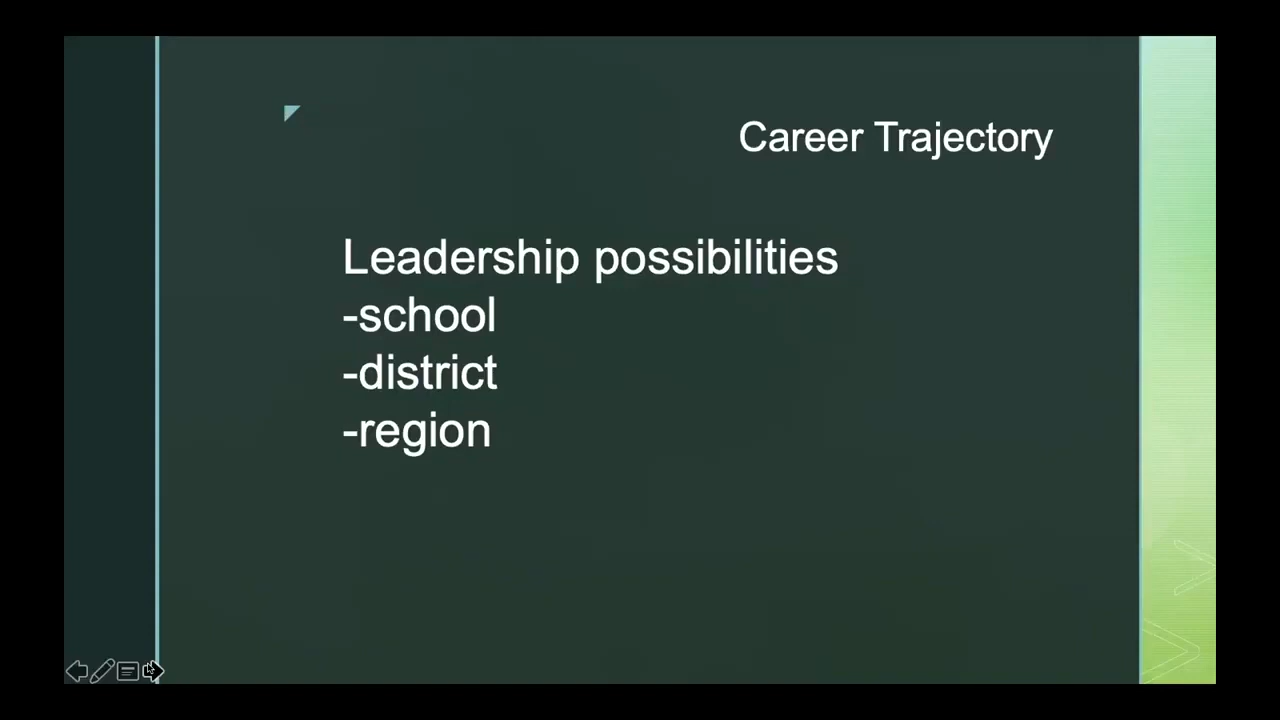 Career Trajectory
Leadership possibilities
-school
-district
-region